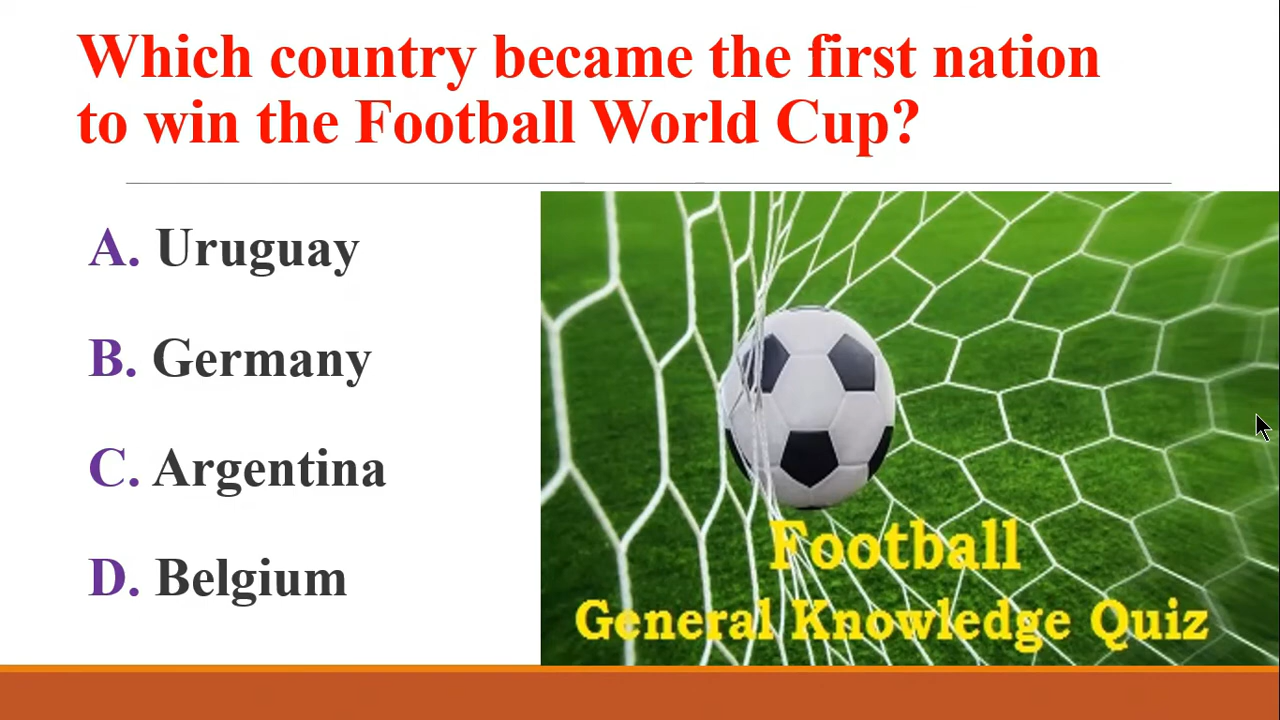 Which country became the first nation
to win the Football World Cup?
A. Uruguay
B. Germany
C. Argentina
D. Belgium
Football
General Knowledge Quiz